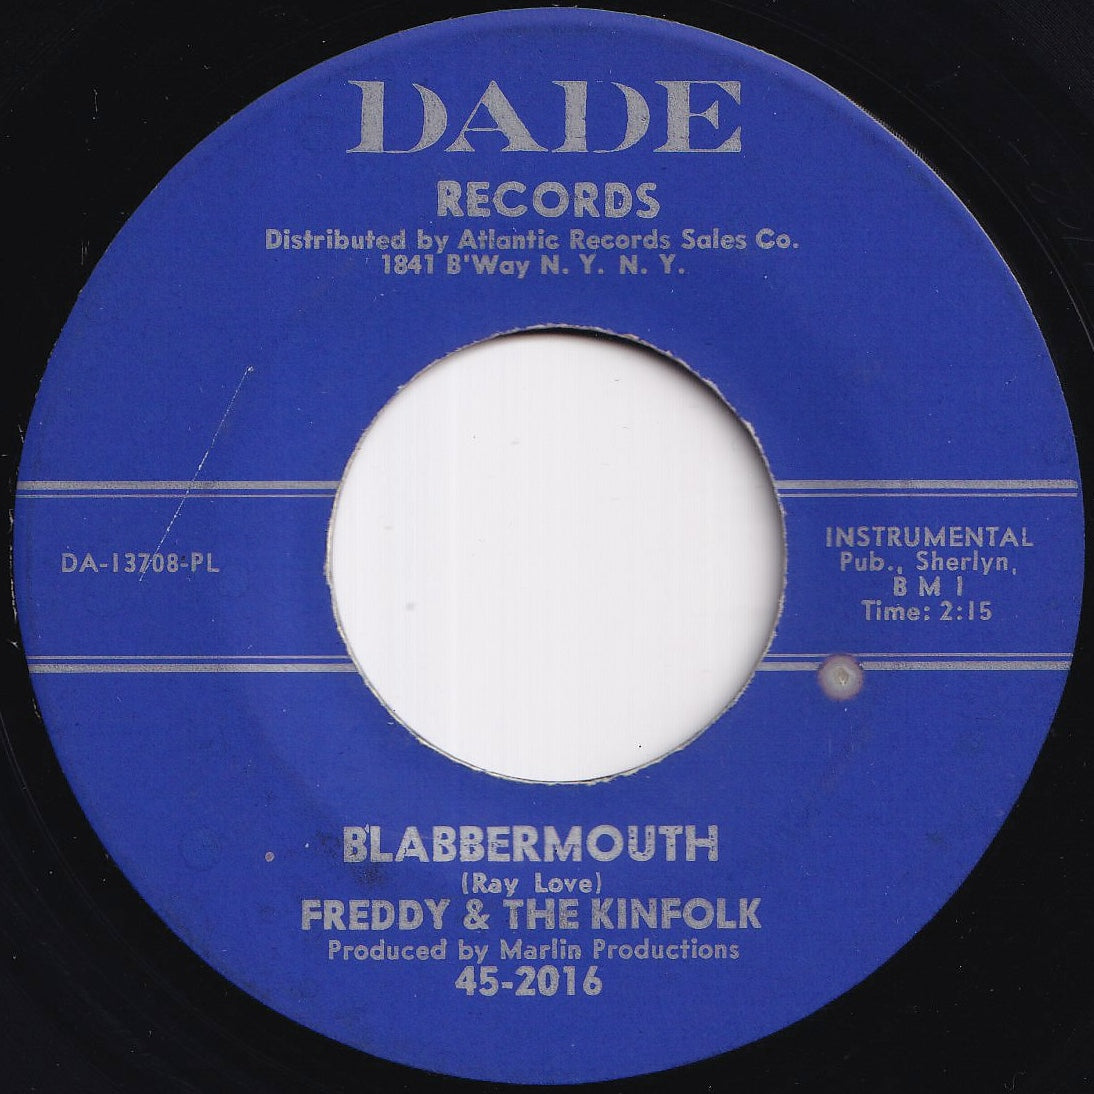 DADE
RECORDS
Distributed by Atlantic Records Sales Co.
1841 B'Way N. Y. N. Y.
DA-13708-PL
INSTRUMENTAL
Pub., Sherlyn,
B M I
Time: 2:15
BLABBERMOUTH
(Ray Love)
FREDDY & THE KINFOLK
Produced by Marlin Productions
45-2016